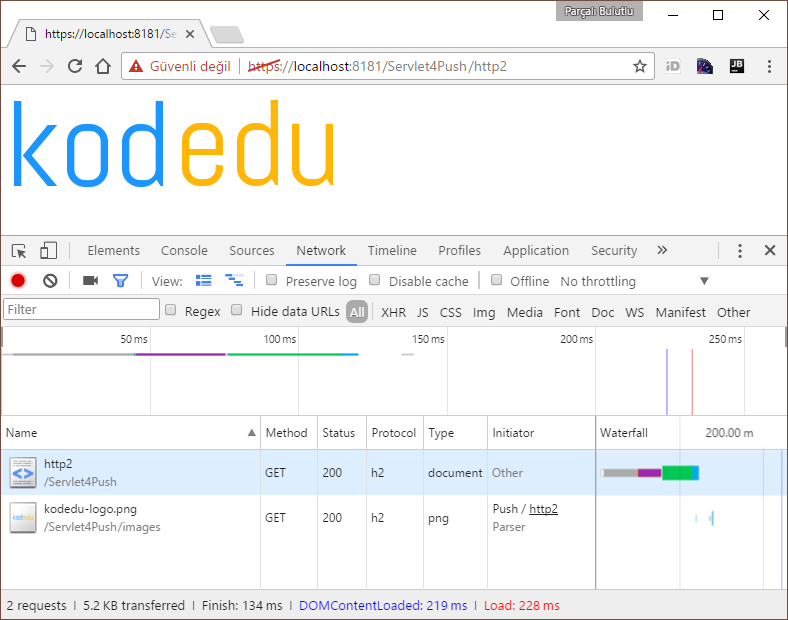 Parçalı Bulutlu
https://localhost:8181/Se
Güvenli değil https://localhost:8181/Servlet4Push/http2
iD JB
kodedu
Elements Console Sources Network Timeline Profiles Application Security »
View: Preserve log Disable cache Offline No throttling
Filter Regex Hide data URLs All XHR JS CSS Img Media Font Doc WS Manifest Other
50 ms 100 ms 150 ms 200 ms 250 ms
Name Method Status Protocol Type Initiator Waterfall 200.00 m
http2
/Servlet4Push GET 200 h2 document Other
kodedu-logo.png
/Servlet4Push/images GET 200 h2 png Push / http2
Parser
2 requests | 5.2 KB transferred | Finish: 134 ms | DOMContentLoaded: 219 ms | Load: 228 ms